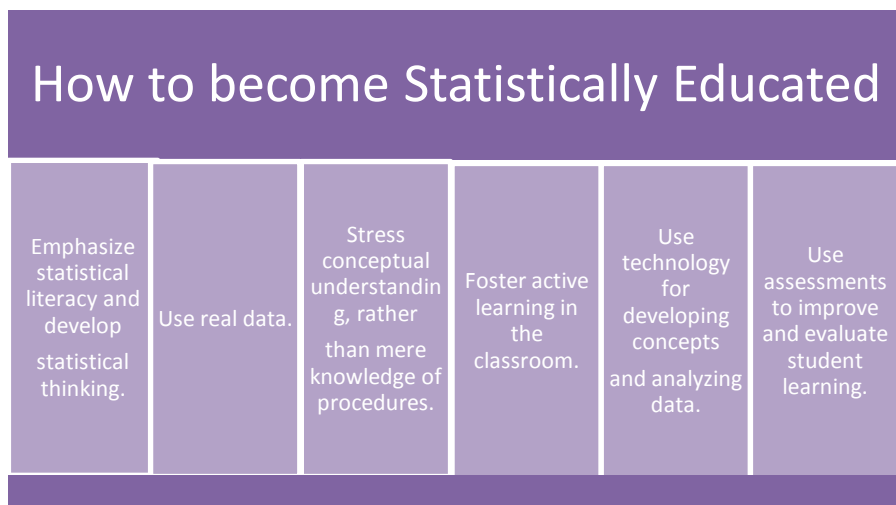 How to become Statistically Educated
Emphasize
statistical
literacy and
develop
statistical
thinking.
Use real data.
Stress
conceptual
understandin
g, rather
than mere
knowledge of
procedures.
Foster active
learning in
the
classroom.
Use
technology
for
developing
concepts
and analyzing
data.
Use
assessments
to improve
and evaluate
student
learning.